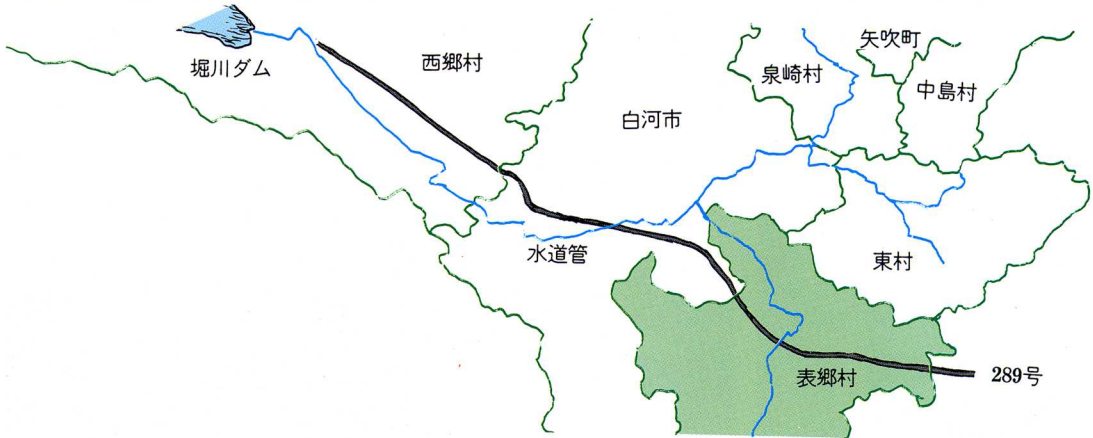 矢吹町
堀川ダム
西郷村
泉崎村
中島村
白河市
水道管
東村
表郷村
289号